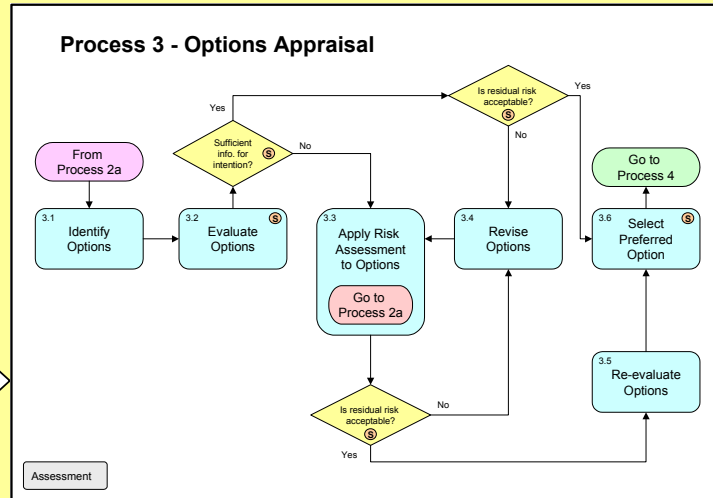 Process 3 - Options Appraisal
Is residual risk
acceptable?
S
Yes
Yes
No
Sufficient
info. for
intention?
S
No
From
Process 2a
Go to
Process 4
3.1
Identify
Options
3.2
S
Evaluate
Options
3.3
Apply Risk
Assessment
to Options
Go to
Process 2a
3.4
Revise
Options
3.6
S
Select
Preferred
Option
3.5
Re-evaluate
Options
Is residual risk
acceptable?
S
No
Yes
Assessment